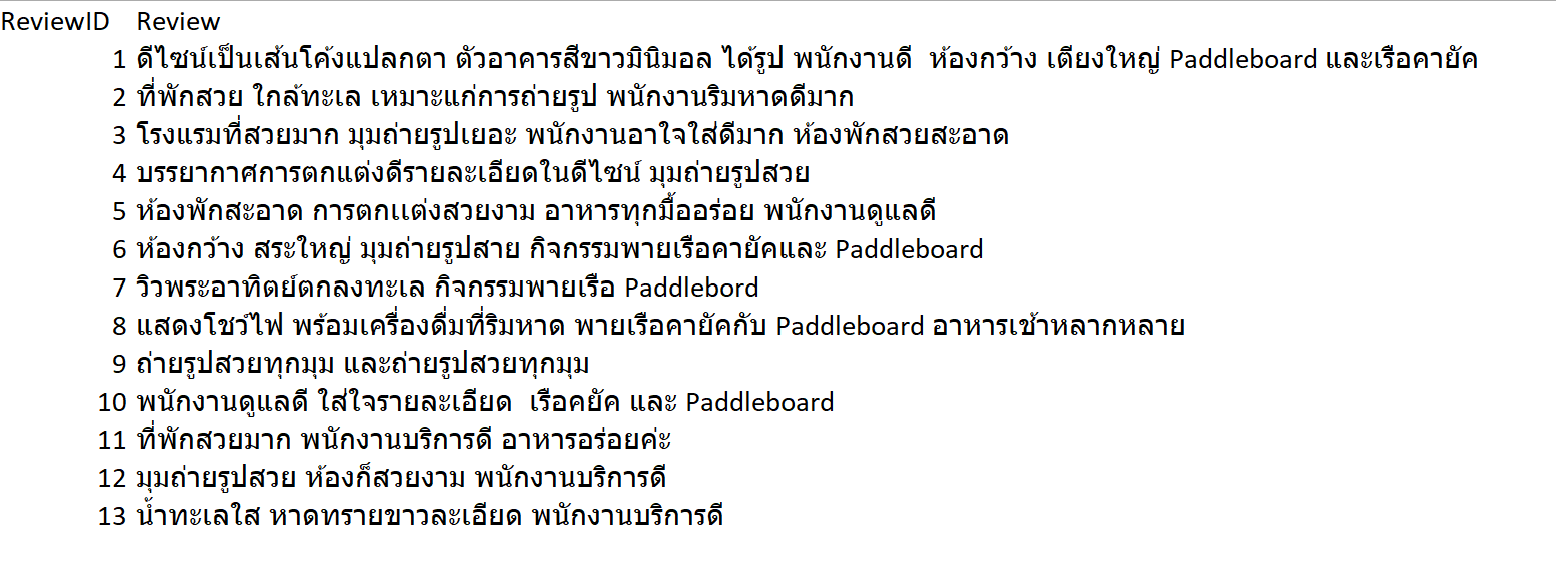 ReviewID Review
1 ดีไซน์เป็นเส้นโค้งแปลกตา ตัวอาคารสีขาวมินิมอล ได้รูป พนักงานดี  ห้องกว้าง เตียงใหญ่ Paddleboard และเรือคายัค
2 ที่พักสวย ใกล้ทะเล เหมาะแก่การถ่ายรูป พนักงานริมหาดดีมาก
3 โรงแรมที่สวยมาก มุมถ่ายรูปเยอะ พนักงานอาใจใส่ดีมาก ห้องพักสวยสะอาด
4 บรรยากาศการตกแต่งดีรายละเอียดในดีไซน์ มุมถ่ายรูปสวย
5 ห้องพักสะอาด การตกเเต่งสวยงาม อาหารทุกมื้ออร่อย พนักงานดูแลดี
6 ห้องกว้าง สระใหญ่ มุมถ่ายรูปสาย กิจกรรมพายเรือคายัคและ Paddleboard
7 วิวพระอาทิตย์ตกลงทะเล กิจกรรมพายเรือ Paddlebord
8 แสดงโชว์ไฟ พร้อมเครื่องดื่มที่ริมหาด พายเรือคายัคกับ Paddleboard อาหารเช้าหลากหลาย
9 ถ่ายรูปสวยทุกมุม และถ่ายรูปสวยทุกมุม
10 พนักงานดูแลดี ใส่ใจรายละเอียด  เรือคยัค และ Paddleboard
11 ที่พักสวยมาก พนักงานบริการดี อาหารอร่อยค่ะ
12 มุมถ่ายรูปสวย ห้องก็สวยงาม พนักงานบริการดี
13 น้ำทะเลใส หาดทรายขาวละเอียด พนักงานบริการดี